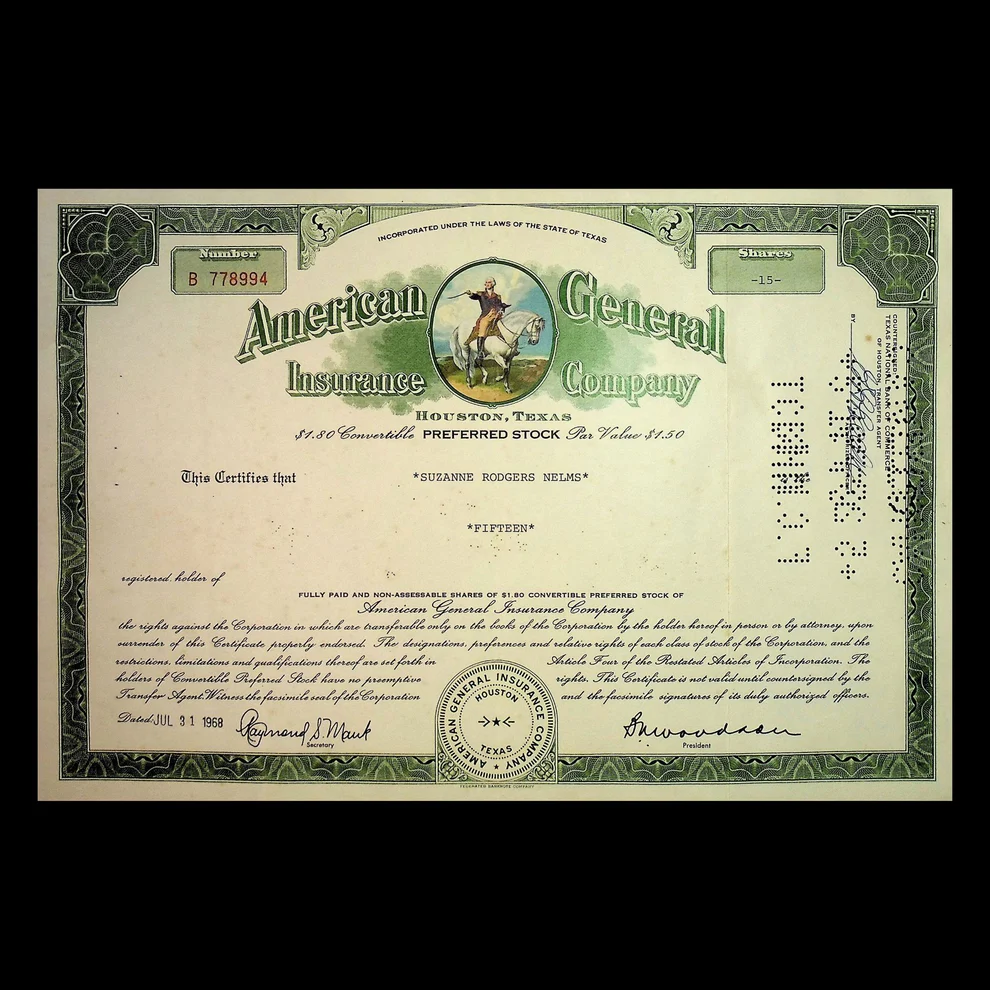 INCORPORATED UNDER THE LAWS OF THE STATE OF TEXAS
Number
B 778994
Shares
-15-
American General
Insurance Company
HOUSTON, TEXAS
$1.80 Convertible PREFERRED STOCK Par Value $1.50
This Certifies that
*SUZANNE RODGERS NELMS*
*FIFTEEN*
registered holder of
FULLY PAID AND NON-ASSESSABLE SHARES OF $1.80 CONVERTIBLE PREFERRED STOCK OF
American General Insurance Company
the rights against the Corporation in which are transferable only on the books of the Corporation by the holder hereof in person or by attorney, upon
surrender of this Certificate properly endorsed. The designations, preferences and relative rights of each class of stock of the Corporation, and the
restrictions, limitations and qualifications thereof are set forth in Article Four of the Restated Articles of Incorporation. The
holders of Convertible Preferred Stock have no preemptive rights. This Certificate is not valid until countersigned by the
Transfer Agent. Witness the facsimile seal of the Corporation and the facsimile signatures of its duly authorized officers.
Dated: JUL 31 1968
Raymond S. Mauk
Secretary
BNWoodson
President
AMERICAN GENERAL INSURANCE COMPANY
HOUSTON
TEXAS
FEDERATED BANKNOTE COMPANY
COUNTERSIGNED:
TEXAS NATIONAL BANK OF COMMERCE
OF HOUSTON, TRANSFER AGENT
BY